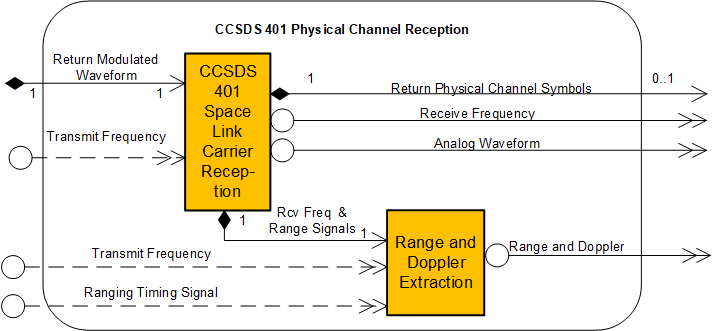 CCSDS 401 Physical Channel Reception
Return Modulated
Waveform
1
1
CCSDS
401
Space
Link
Carrier
Recep-
tion
1
0..1
Return Physical Channel Symbols
Receive Frequency
Transmit Frequency
Analog Waveform
1
Rcv Freq &
Range Signals
1
Range and
Doppler
Extraction
Range and Doppler
Transmit Frequency
Ranging Timing Signal